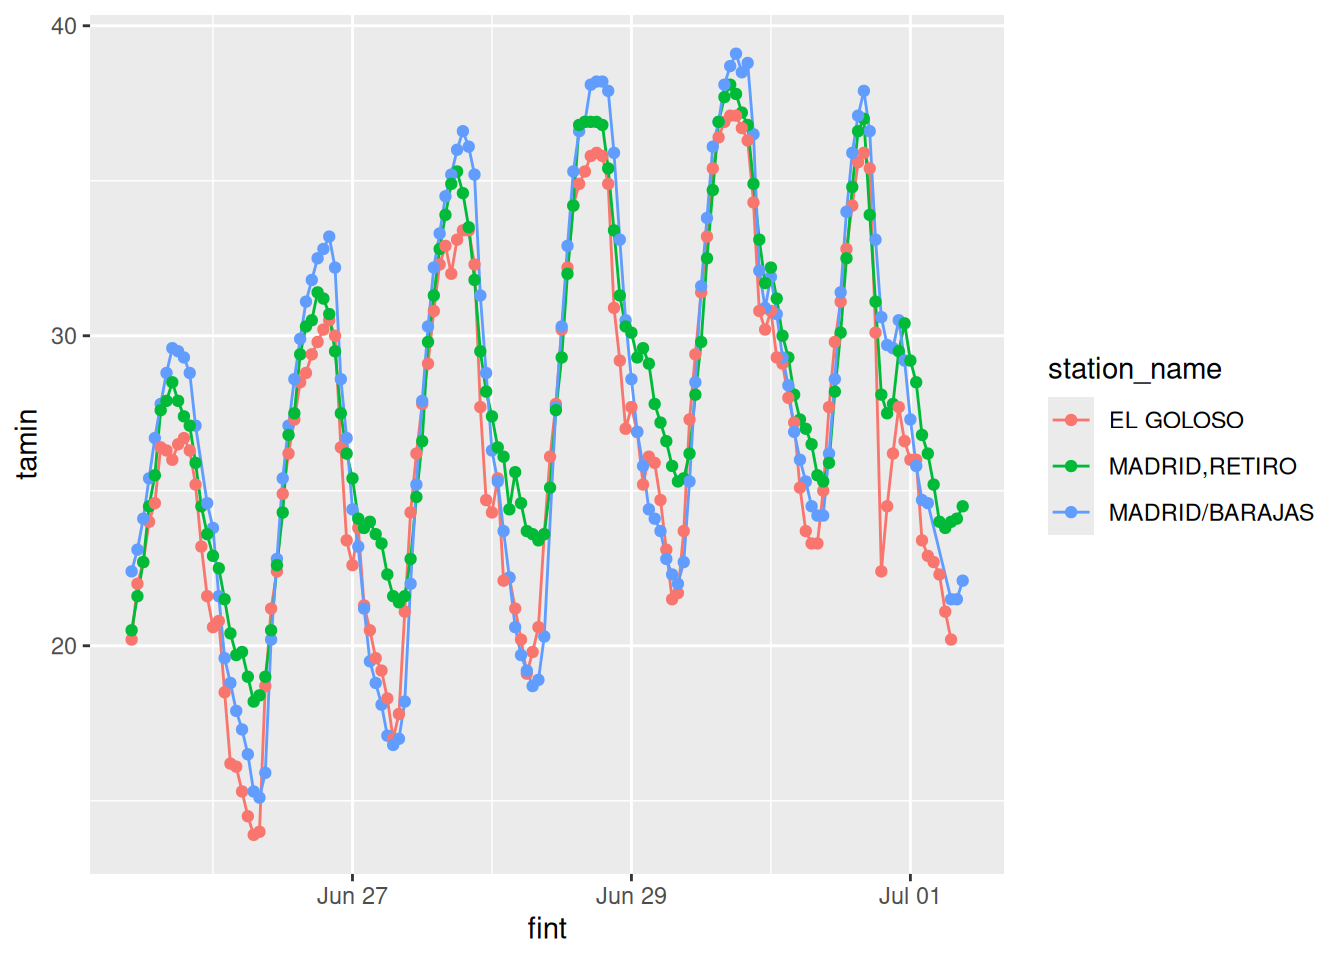 40
30
20
tamin
Jun 27
Jun 29
Jul 01
fint
station_name
EL GOLOSO
MADRID,RETIRO
MADRID/BARAJAS